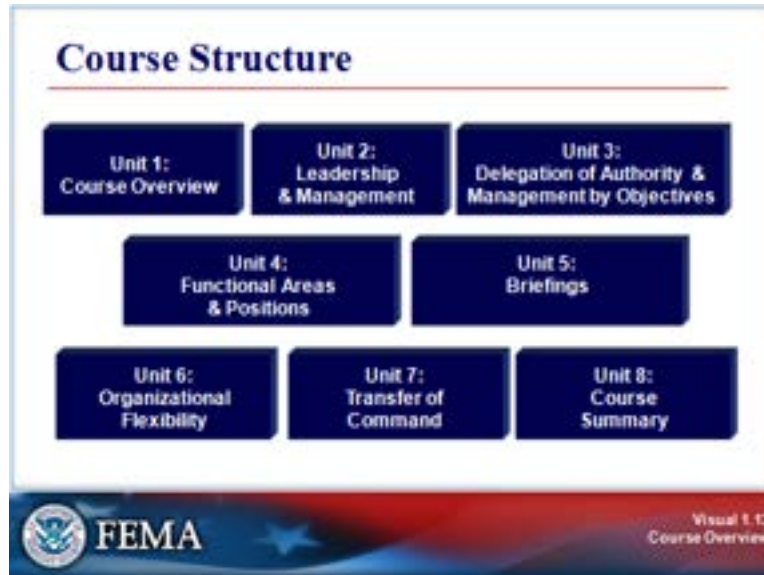 Course Structure
Unit 1:
Course Overview
Unit 2:
Leadership
& Management
Unit 3:
Delegation of Authority &
Management by Objectives
Unit 4:
Functional Areas
& Positions
Unit 5:
Briefings
Unit 6:
Organizational
Flexibility
Unit 7:
Transfer of
Command
Unit 8:
Course
Summary
FEMA
Visual
Course Overview